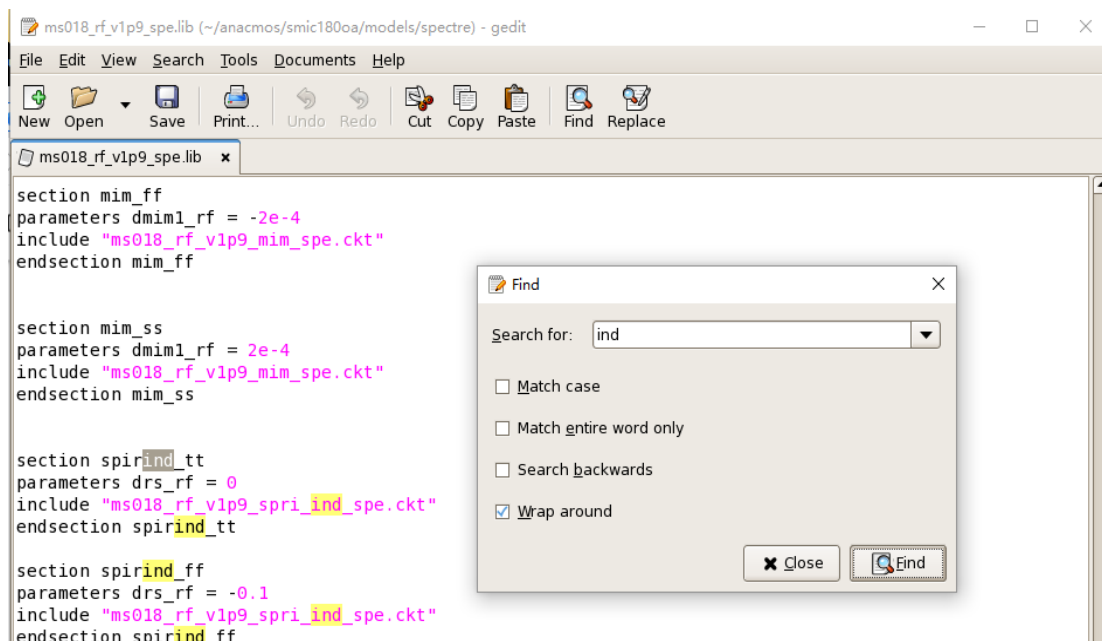 ms018_rf_v1p9_spe.lib (~/anacmos/smic180oa/models/spectre) - gedit
File Edit View Search Tools Documents Help
New Open Save Print... Undo Redo Cut Copy Paste Find Replace
ms018_rf_v1p9_spe.lib
section mim_ff
parameters dmim1_rf = -2e-4
include "ms018_rf_v1p9_mim_spe.ckt"
endsection mim_ff
section mim_ss
parameters dmim1_rf = 2e-4
include "ms018_rf_v1p9_mim_spe.ckt"
endsection mim_ss
section spirind_tt
parameters drs_rf = 0
include "ms018_rf_v1p9_spri_ind_spe.ckt"
endsection spirind_tt
section spirind_ff
parameters drs_rf = -0.1
include "ms018_rf_v1p9_spri_ind_spe.ckt"
endsection spirind_ff
Find
Search for: ind
Match case
Match entire word only
Search backwards
Wrap around
Close Find